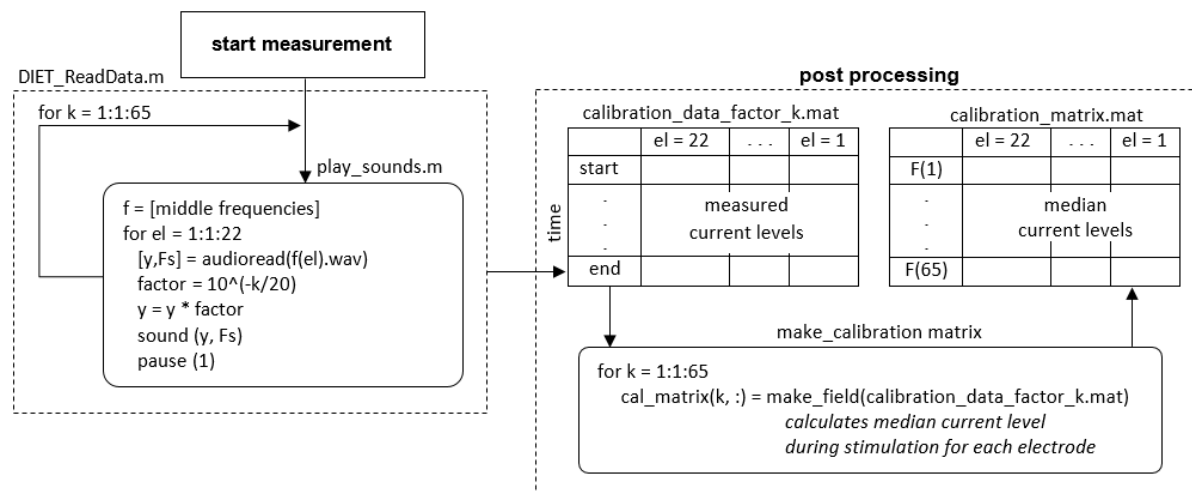 start measurement
DIET_ReadData.m
for k = 1:1:65
play_sounds.m
f = [middle frequencies]
for el = 1:1:22
[y,Fs] = audioread(f(el).wav)
factor = 10^(-k/20)
y = y * factor
sound (y, Fs)
pause (1)
post processing
calibration_data_factor_k.mat
el = 22 . . . el = 1
start
time
.
.
.
measured
current levels
end
calibration_matrix.mat
el = 22 . . . el = 1
F(1)
.
.
.
median
current levels
F(65)
make_calibration matrix
for k = 1:1:65
cal_matrix(k, :) = make_field(calibration_data_factor_k.mat)
calculates median current level
during stimulation for each electrode